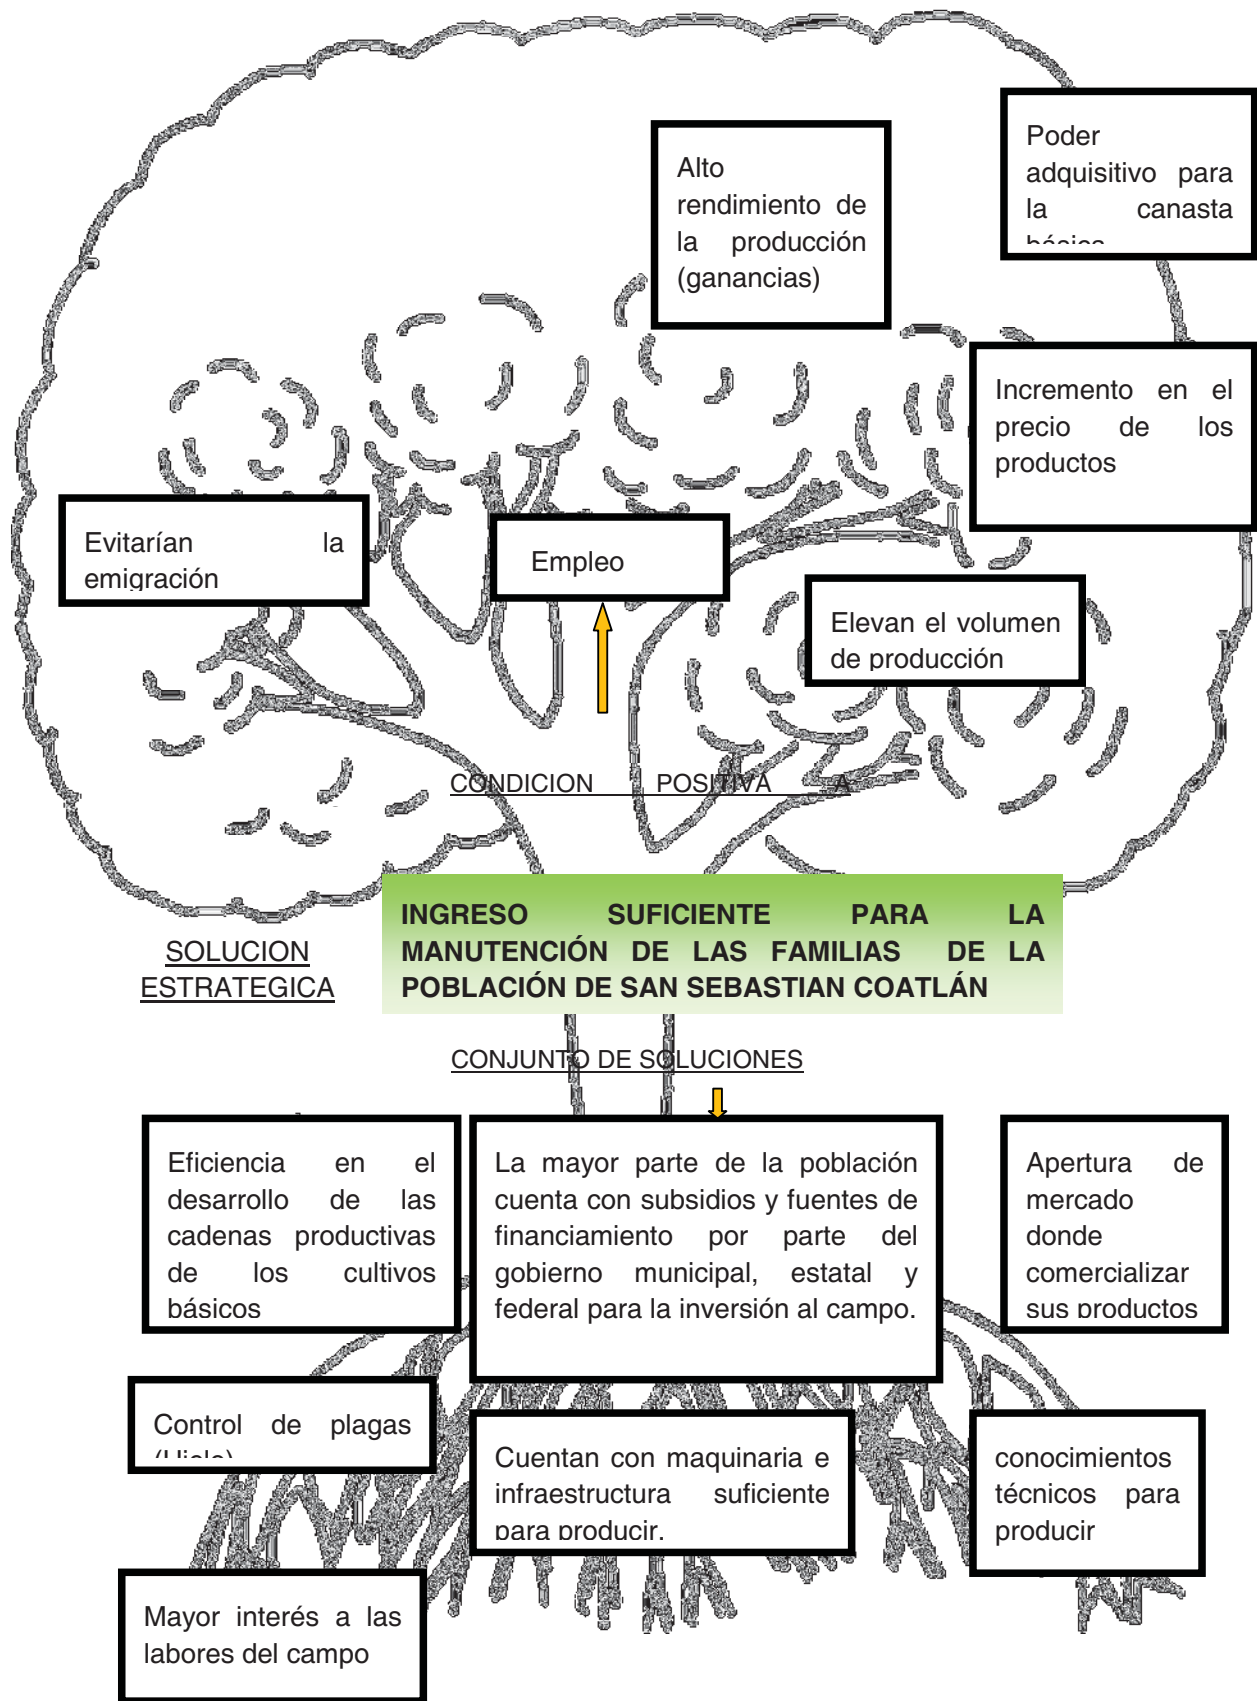 Poder
adquisitivo para
la canasta
Alto
rendimiento de
la producción
(ganancias)
Incremento en el
precio de los
productos
Evitarían la
emigración
Empleo
Elevan el volumen
de producción
CONDICION POSITIVA A
INGRESO SUFICIENTE PARA LA
MANUTENCIÓN DE LAS FAMILIAS DE LA
POBLACIÓN DE SAN SEBASTIAN COATLÁN
SOLUCION
ESTRATEGICA
CONJUNTO DE SOLUCIONES
Eficiencia en el
desarrollo de las
cadenas productivas
de los cultivos
básicos
La mayor parte de la población
cuenta con subsidios y fuentes de
financiamiento por parte del
gobierno municipal, estatal y
federal para la inversión al campo.
Apertura de
mercado
donde
comercializar
sus productos
Control de plagas
Cuentan con maquinaria e
infraestructura suficiente
para producir.
conocimientos
técnicos para
producir
Mayor interés a las
labores del campo